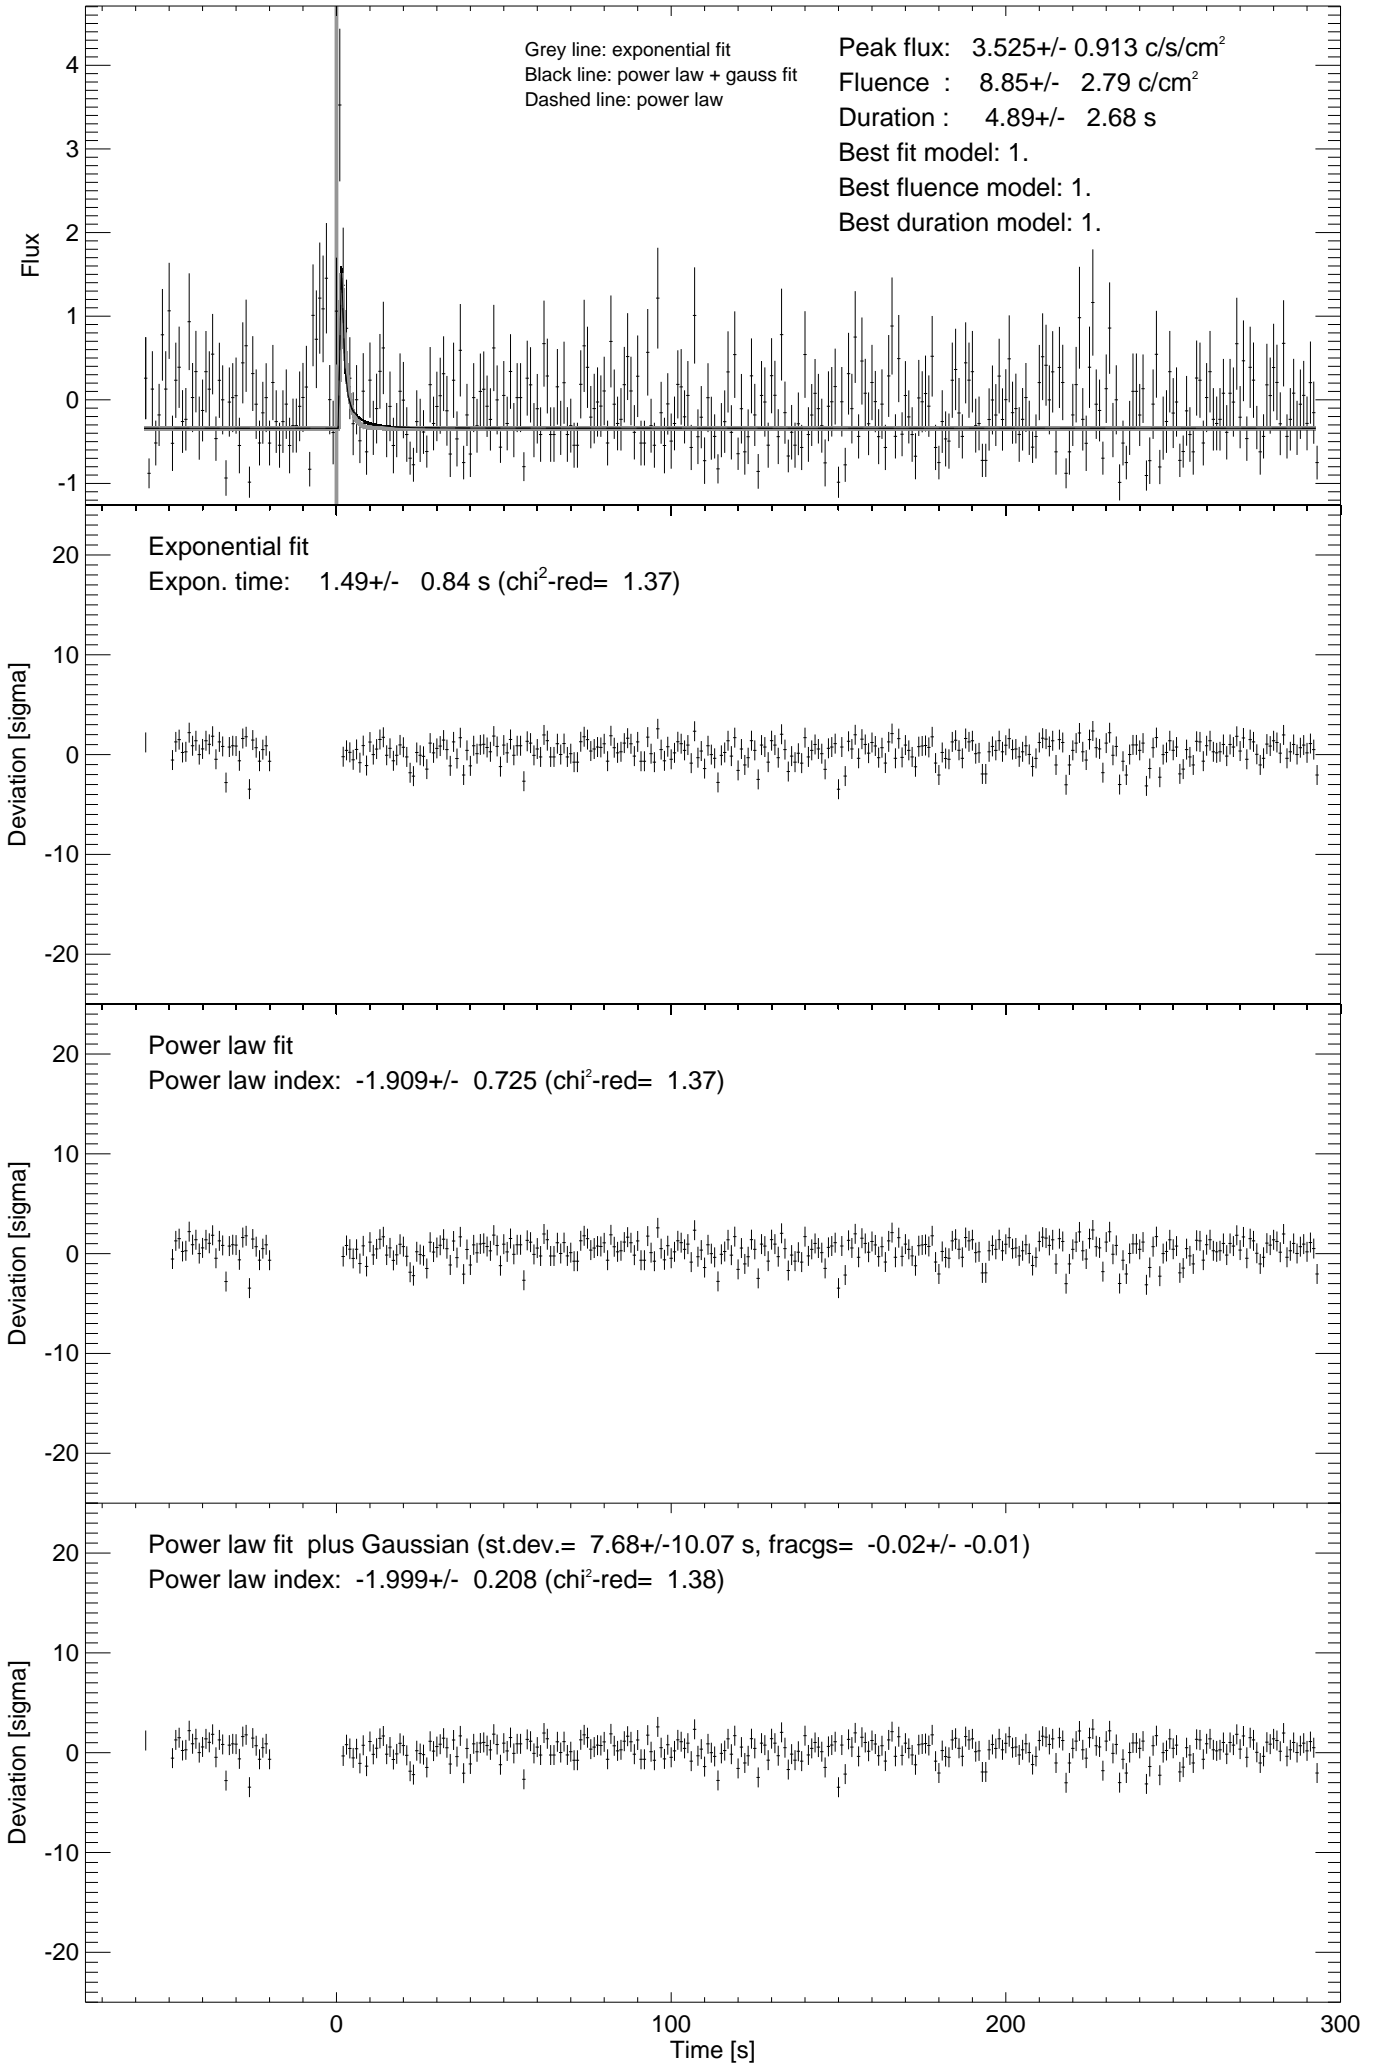 Grey line: exponential fit
Black line: power law + gauss fit
Dashed line: power law
Peak flux: 3.525+/- 0.913 c/s/cm²
Fluence : 8.85+/- 2.79 c/cm²
Duration : 4.89+/- 2.68 s
Best fit model: 1.
Best fluence model: 1.
Best duration model: 1.
Flux
4
3
2
1
0
-1
Exponential fit
Expon. time: 1.49+/- 0.84 s (chi²-red= 1.37)
Deviation [sigma]
20
10
0
-10
-20
Power law fit
Power law index: -1.909+/- 0.725 (chi²-red= 1.37)
Deviation [sigma]
20
10
0
-10
-20
Power law fit plus Gaussian (st.dev.= 7.68+/-10.07 s, fracgs= -0.02+/- -0.01)
Power law index: -1.999+/- 0.208 (chi²-red= 1.38)
Deviation [sigma]
20
10
0
-10
-20
0 100 200 300
Time [s]